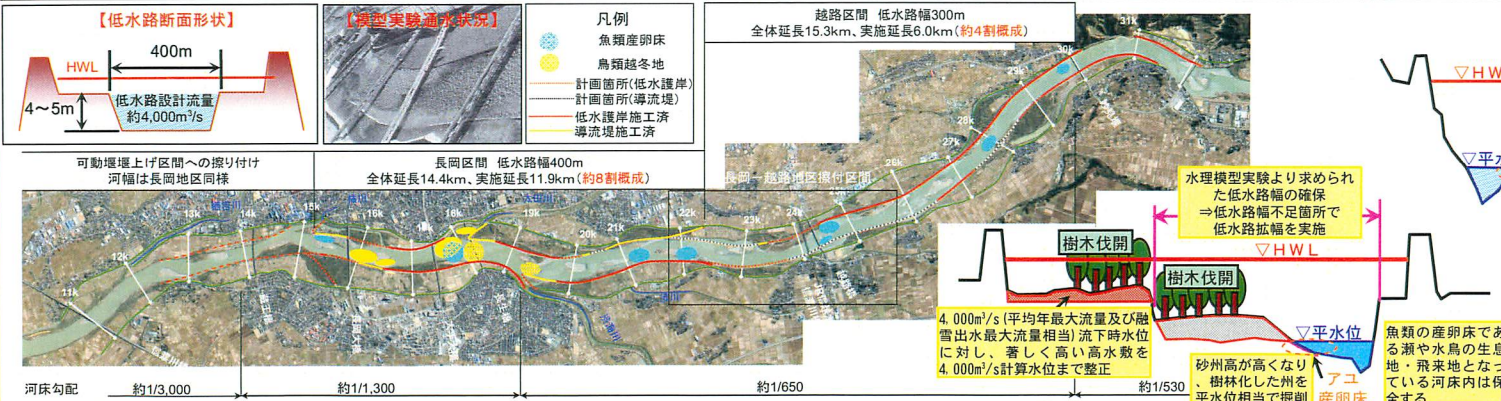 【低水路断面形状】
HWL
400m
4～5m
低水路設計流量
約4,000m³/s
【模型実験通水状況】
凡例
魚類産卵床
鳥類越冬地
計画箇所(低水護岸)
計画箇所(導流堤)
低水護岸施工済
導流堤施工済
越路区間 低水路幅300m
全体延長15.3km、実施延長6.0km(約4割概成)
可動堰堰上げ区間への擦り付け
河幅は長岡地区同様
長岡区間 低水路幅400m
全体延長14.4km、実施延長11.9km(約8割概成)
長岡－越路地区擦付区間
11k
12k
13k
14k
15k
16k
16k
19k
20k
21k
22k
23k
24k
26k
27k
28k
29k
30k
31k
河床勾配
約1/3,000
約1/1,300
約1/650
約1/530
▽HW
▽平水
水理模型実験より求められ
た低水路幅の確保
⇒低水路幅不足箇所で
低水路拡幅を実施
樹木伐開
▽HWL
樹木伐開
▽平水位
4,000m³/s(平均年最大流量及び融
雪出水最大流量相当)流下時水位
に対し、著しく高い高水敷を
4,000m³/s計算水位まで整正
砂州高が高くなり
、樹林化した州を
平水位相当で掘削
アユ
産卵床
魚類の産卵床であ
る瀬や水鳥の生息
地・飛来地となっ
ている河床内は保
全する